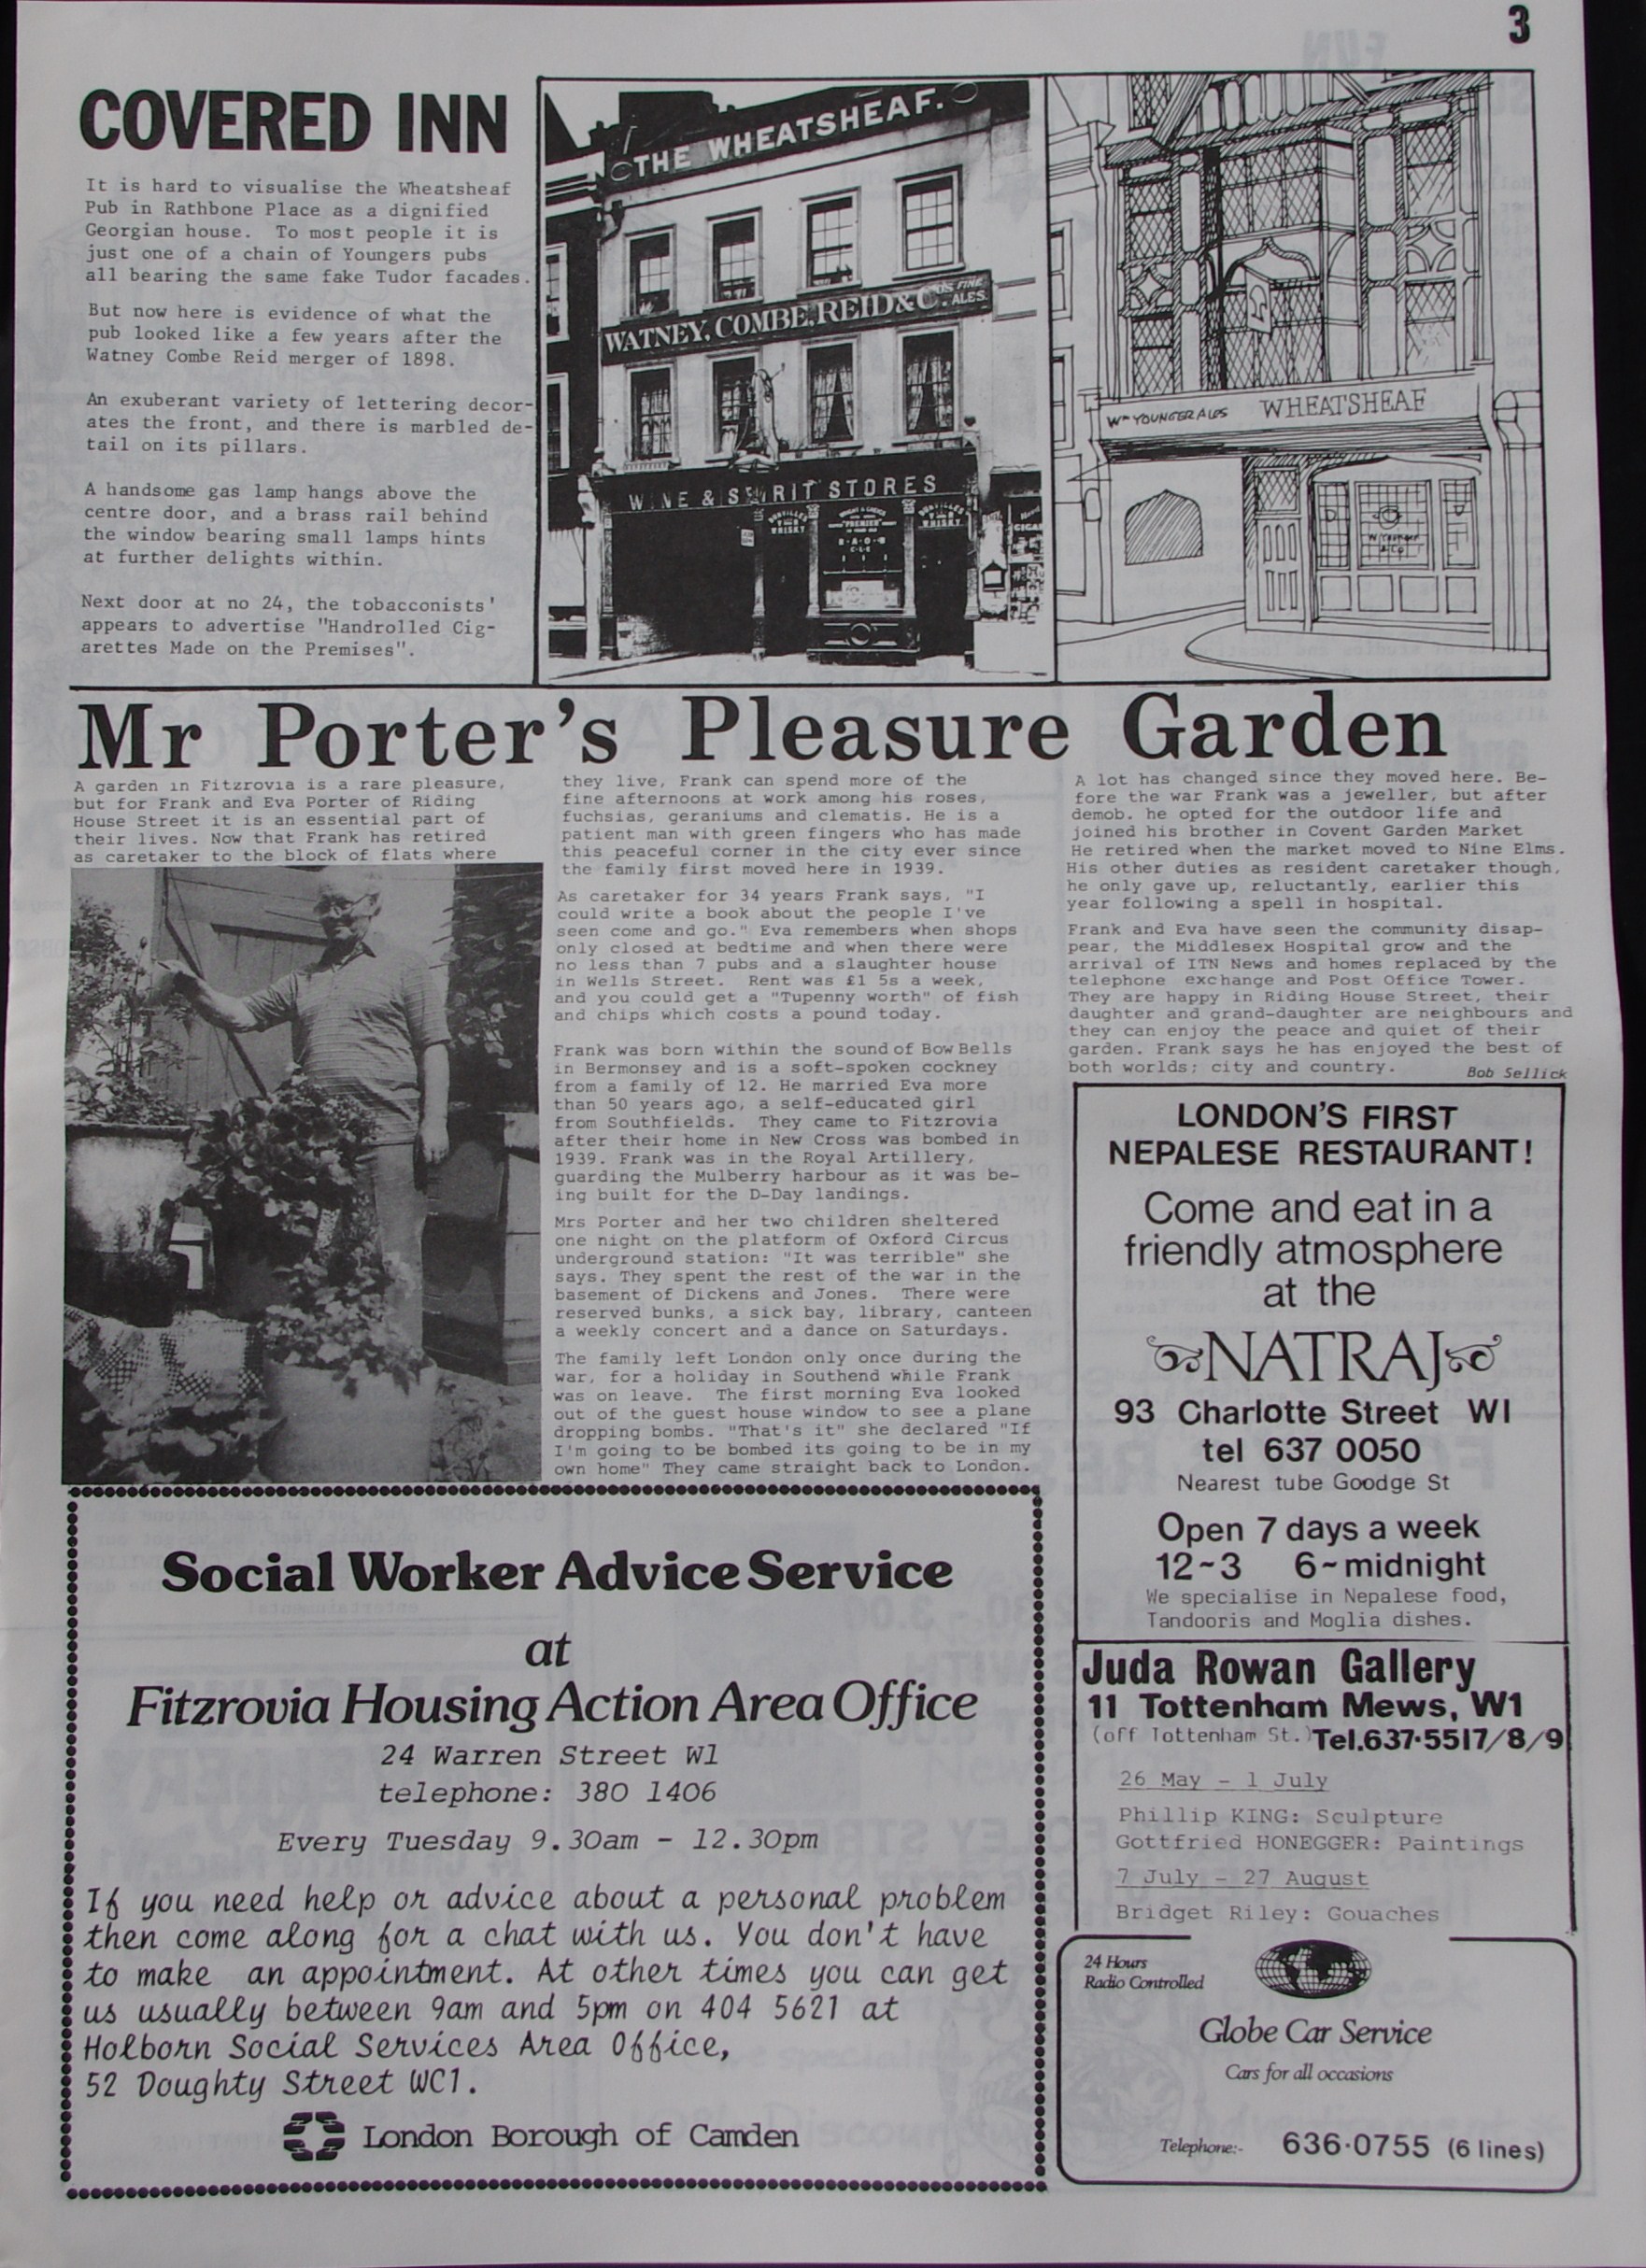 3
COVERED INN
It is hard to visualise the Wheatsheaf
Pub in Rathbone Place as a dignified
Georgian house.  To most people it is
just one of a chain of Youngers pubs
all bearing the same fake Tudor facades.
But now here is evidence of what the
pub looked like a few years after the
Watney Combe Reid merger of 1898.
An exuberant variety of lettering decor-
ates the front, and there is marbled de-
tail on its pillars.
A handsome gas lamp hangs above the
centre door, and a brass rail behind
the window bearing small lamps hints
at further delights within.
Next door at no 24, the tobacconists'
appears to advertise "Handrolled Cig-
arettes Made on the Premises".
THE WHEATSHEAF.
WATNEY, COMBE, REID & Co'S FINE ALES.
WINE & SPIRIT STORES
WHISKY
PREMIER
WHISKY
CIGAR
Wm YOUNGER ALES WHEATSHEAF
Mr Porter's Pleasure Garden
A garden in Fitzrovia is a rare pleasure,
but for Frank and Eva Porter of Riding
House Street it is an essential part of
their lives. Now that Frank has retired
as caretaker to the block of flats where
they live, Frank can spend more of the
fine afternoons at work among his roses,
fuchsias, geraniums and clematis. He is a
patient man with green fingers who has made
this peaceful corner in the city ever since
the family first moved here in 1939.
As caretaker for 34 years Frank says, "I
could write a book about the people I've
seen come and go." Eva remembers when shops
only closed at bedtime and when there were
no less than 7 pubs and a slaughter house
in Wells Street.  Rent was £1 5s a week,
and you could get a "Tupenny worth" of fish
and chips which costs a pound today.
Frank was born within the sound of Bow Bells
in Bermonsey and is a soft-spoken cockney
from a family of 12. He married Eva more
than 50 years ago, a self-educated girl
from Southfields.  They came to Fitzrovia
after their home in New Cross was bombed in
1939. Frank was in the Royal Artillery,
guarding the Mulberry harbour as it was be-
ing built for the D-Day landings.
Mrs Porter and her two children sheltered
one night on the platform of Oxford Circus
underground station: "It was terrible" she
says. They spent the rest of the war in the
basement of Dickens and Jones.  There were
reserved bunks, a sick bay, library, canteen
a weekly concert and a dance on Saturdays.
The family left London only once during the
war, for a holiday in Southend while Frank
was on leave.  The first morning Eva looked
out of the guest house window to see a plane
dropping bombs. "That's it" she declared "If
I'm going to be bombed its going to be in my
own home" They came straight back to London.
A lot has changed since they moved here. Be-
fore the war Frank was a jeweller, but after
demob. he opted for the outdoor life and
joined his brother in Covent Garden Market
He retired when the market moved to Nine Elms.
His other duties as resident caretaker though,
he only gave up, reluctantly, earlier this
year following a spell in hospital.
Frank and Eva have seen the community disap-
pear, the Middlesex Hospital grow and the
arrival of ITN News and homes replaced by the
telephone  exchange and Post Office Tower.
They are happy in Riding House Street, their
daughter and grand-daughter are neighbours and
they can enjoy the peace and quiet of their
garden. Frank says he has enjoyed the best of
both worlds; city and country.
Bob Sellick
Social Worker Advice Service
at
Fitzrovia Housing Action Area Office
24 Warren Street W1
telephone: 380 1406
Every Tuesday 9.30am - 12.30pm
If you need help or advice about a personal problem
then come along for a chat with us. You don't have
to make  an appointment. At other times you can get
us usually between 9am and 5pm on 404 5621 at
Holborn Social Services Area Office,
52 Doughty Street WC1.
London Borough of Camden
LONDON'S FIRST
NEPALESE RESTAURANT!
Come and eat in a
friendly atmosphere
at the
NATRAJ
93 Charlotte Street W1
tel 637 0050
Nearest tube Goodge St
Open 7 days a week
12~3   6~midnight
We specialise in Nepalese food,
Tandooris and Moglia dishes.
Juda Rowan Gallery
11 Tottenham Mews, W1
(off Tottenham St.) Tel.637·5517/8/9
26 May - 1 July
Phillip KING: Sculpture
Gottfried HONEGGER: Paintings
7 July - 27 August
Bridget Riley: Gouaches
24 Hours
Radio Controlled
Globe Car Service
Cars for all occasions
Telephone:- 636·0755 (6 lines)